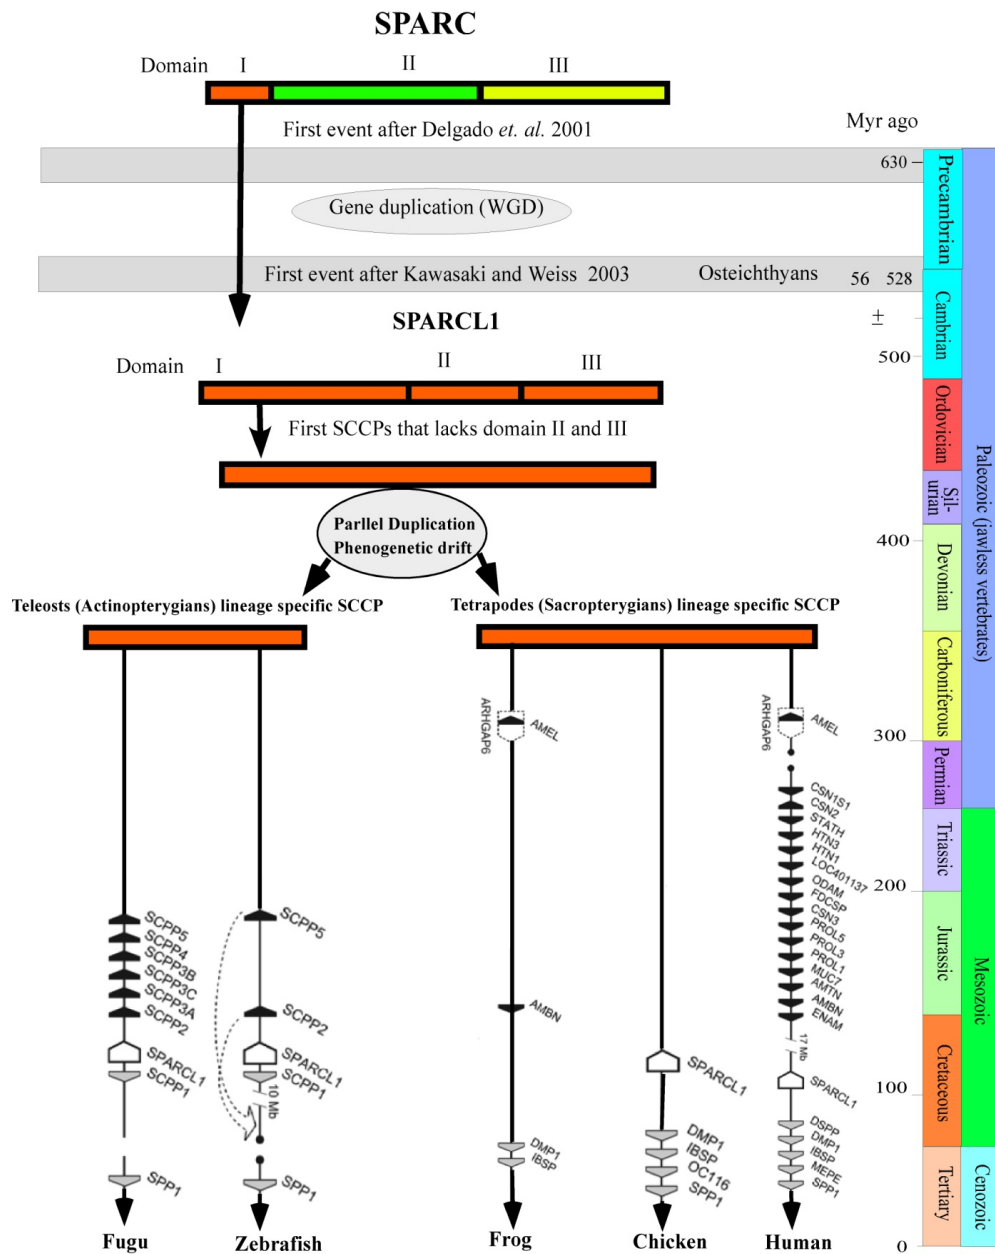 SPARC
Domain I II III
First event after Delgado et. al. 2001
Myr ago
630
Gene duplication (WGD)
First event after Kawasaki and Weiss 2003 Osteichthyans 56 528
±
SPARCL1
500
Domain I II III
First SCCPs that lacks domain II and III
Parllel Duplication
Phenogenetic drift
400
Teleosts (Actinopterygians) lineage specific SCCP
Tetrapodes (Sacropterygians) lineage specific SCCP
300
200
100
0
SCPP5
SCPP4
SCPP3B
SCPP3C
SCPP3A
SCPP2
SPARCL1
SCPP1
SPP1
Fugu
SCPP5
SCPP2
SPARCL1
SCPP1
10 Mb
SPP1
Zebrafish
ARHGAP6
AMEL
AMBN
DMP1
IBSP
Frog
SPARCL1
DMP1
IBSP
OC116
SPP1
Chicken
ARHGAP6
AMEL
CSN1S1
CSN2
STATH
HTN3
HTN1
LOC401137
ODAM
FDCSP
CSN3
PROL5
PROL3
PROL1
MUC7
AMTN
AMBN
ENAM
17 Mb
SPARCL1
DSPP
DMP1
IBSP
MEPE
SPP1
Human
Precambrian
Cambrian
Ordovician
Sil-
urian
Devonian
Carboniferous
Permian
Triassic
Jurassic
Cretaceous
Tertiary
Paleozoic (jawless vertebrates)
Mesozoic
Cenozoic